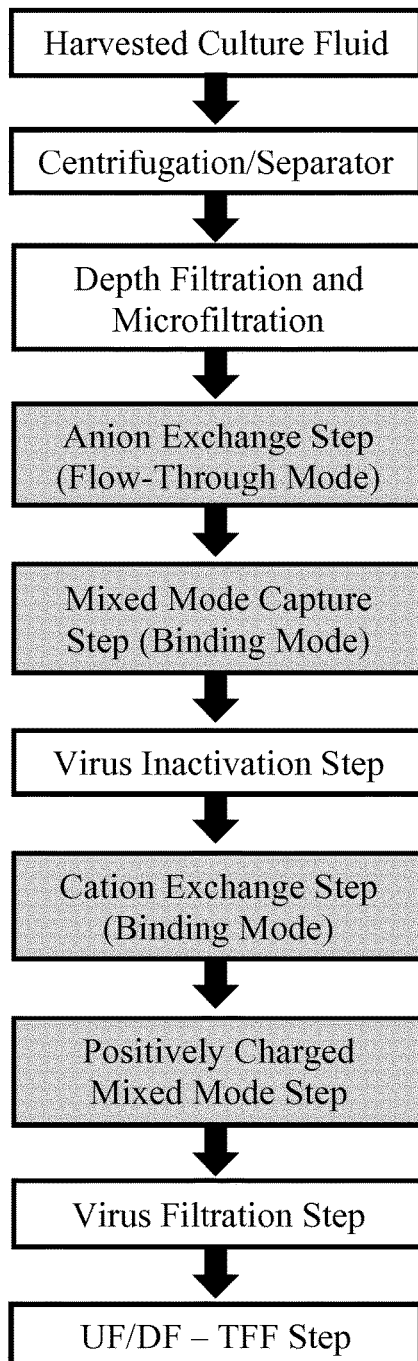 Harvested Culture Fluid
Centrifugation/Separator
Depth Filtration and
Microfiltration
Anion Exchange Step
(Flow-Through Mode)
Mixed Mode Capture
Step (Binding Mode)
Virus Inactivation Step
Cation Exchange Step
(Binding Mode)
Positively Charged
Mixed Mode Step
Virus Filtration Step
UF/DF – TFF Step